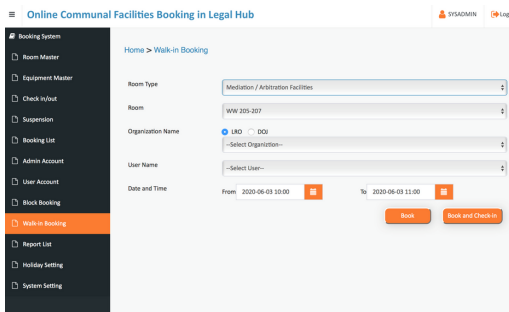 Online Communal Facilities Booking in Legal Hub
SYSADMIN
Log
Booking System
Room Master
Equipment Master
Check in/out
Suspension
Booking List
Admin Account
User Account
Block Booking
Walk-in Booking
Report List
Holiday Setting
System Setting
Home > Walk-in Booking
Room Type
Mediation / Arbitration Facilities
Room
WW 205-207
Organization Name
LRO DOJ
--Select Organiztion--
User Name
--Select User--
Date and Time
From 2020-06-03 10:00 To 2020-06-03 11:00
Book Book and Check-in